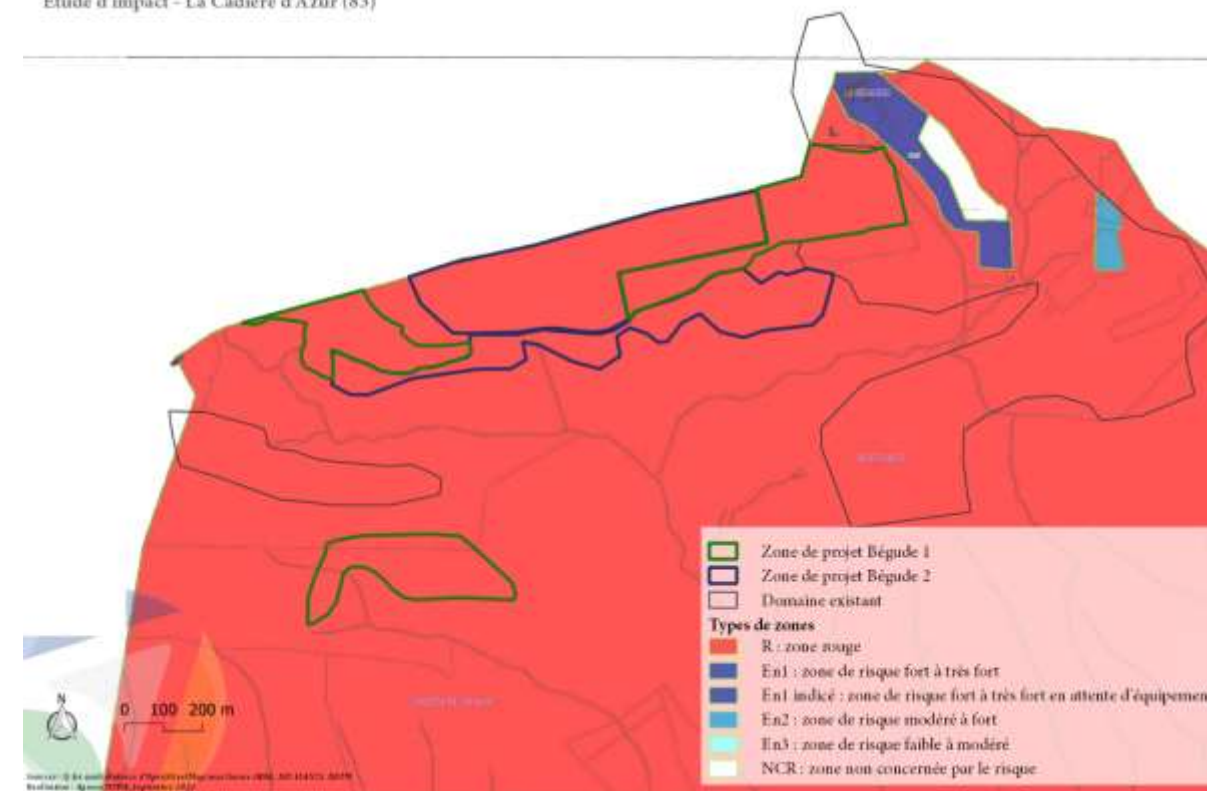 Etude d'Impact - La Cadière d'Azur (83)
Zone de projet Bégude 1
Zone de projet Bégude 2
Domaine existant
Types de zones
R : zone rouge
En1 : zone de risque fort à très fort
En1 indicé : zone de risque fort à très fort en attente d'équipemen
En2 : zone de risque modéré à fort
En3 : zone de risque faible à modéré
NCR : zone non concernée par le risque
N
0 100 200 m